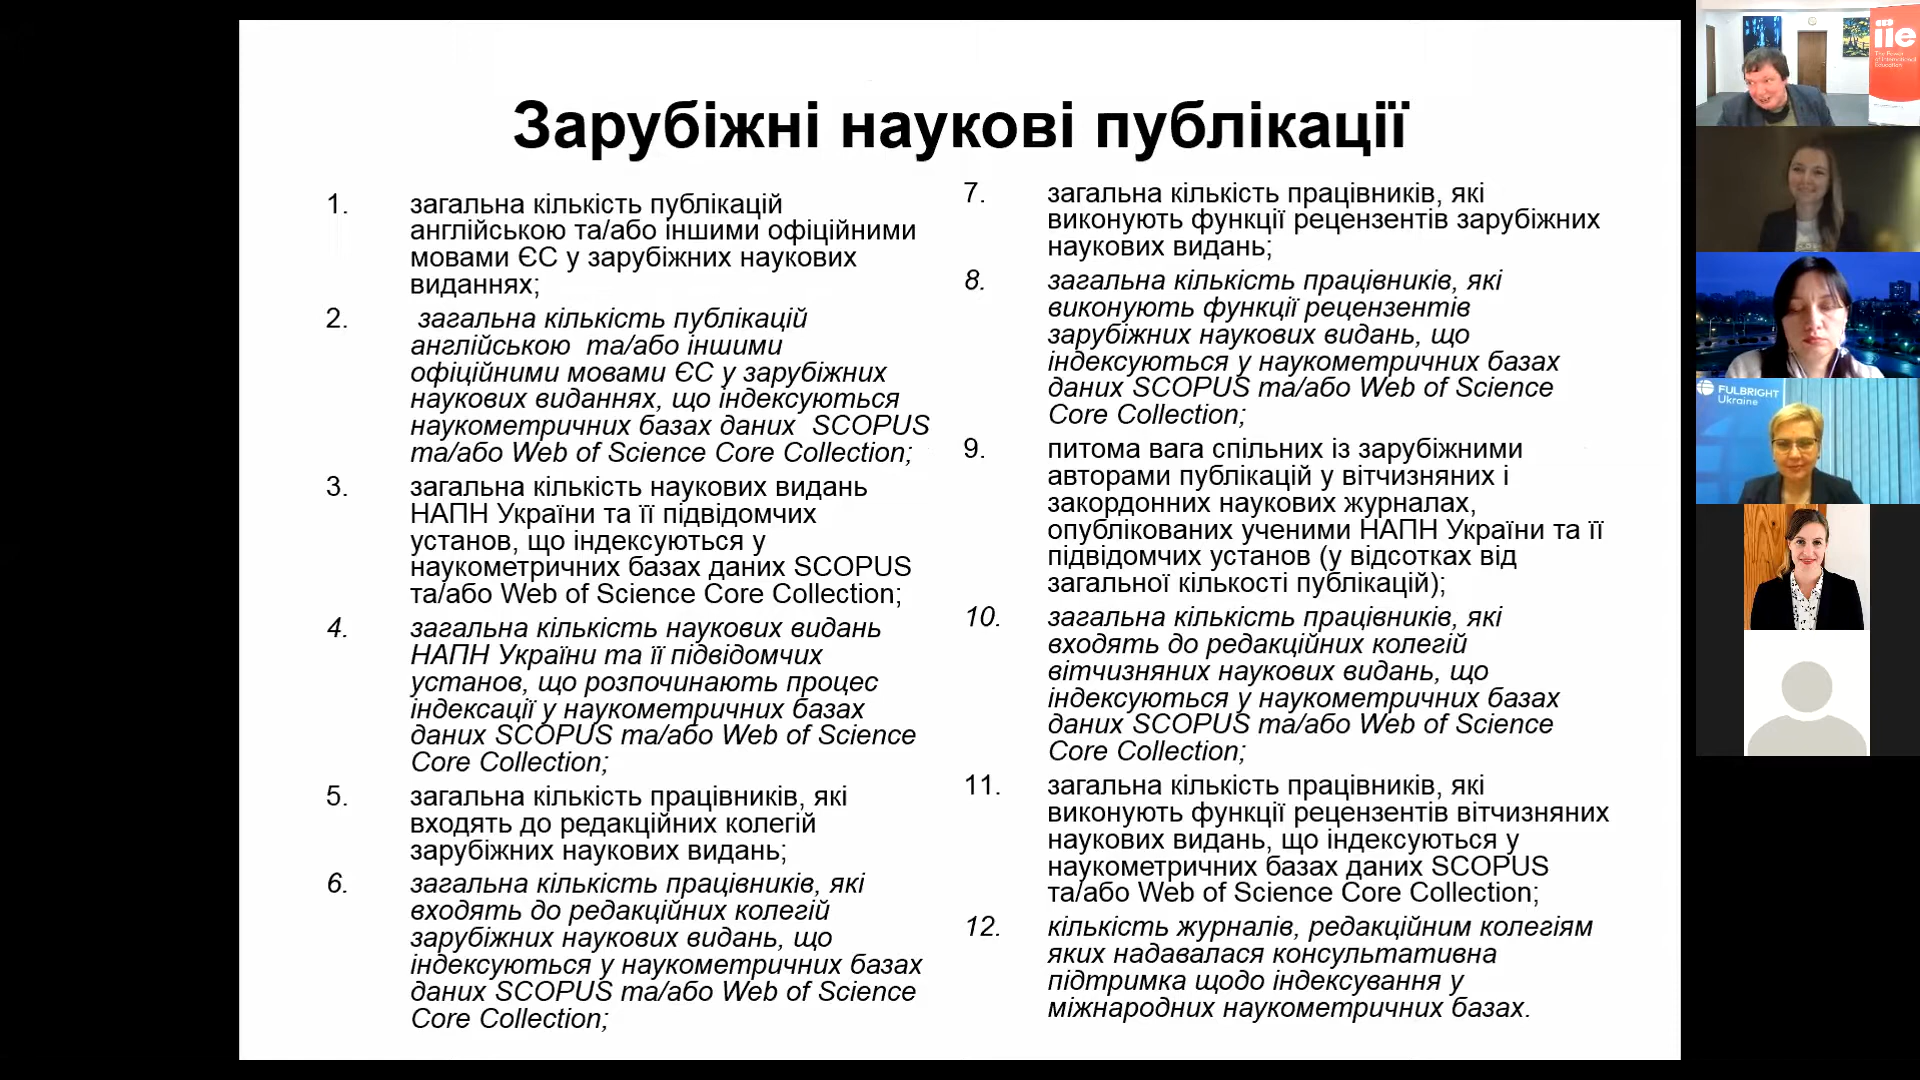 Зарубіжні наукові публікації
1. загальна кількість публікацій
англійською та/або іншими офіційними
мовами ЄС у зарубіжних наукових
виданнях;
2. загальна кількість публікацій
англійською та/або іншими
офіційними мовами ЄС у зарубіжних
наукових виданнях, що індексуються
наукометричних базах даних SCOPUS
та/або Web of Science Core Collection;
3. загальна кількість наукових видань
НАПН України та її підвідомчих
установ, що індексуються у
наукометричних базах даних SCOPUS
та/або Web of Science Core Collection;
4. загальна кількість наукових видань
НАПН України та її підвідомчих
установ, що розпочинають процес
індексації у наукометричних базах
даних SCOPUS та/або Web of Science
Core Collection;
5. загальна кількість працівників, які
входять до редакційних колегій
зарубіжних наукових видань;
6. загальна кількість працівників, які
входять до редакційних колегій
зарубіжних наукових видань, що
індексуються у наукометричних базах
даних SCOPUS та/або Web of Science
Core Collection;
7. загальна кількість працівників, які
виконують функції рецензентів зарубіжних
наукових видань;
8. загальна кількість працівників, які
виконують функції рецензентів
зарубіжних наукових видань, що
індексуються у наукометричних базах
даних SCOPUS та/або Web of Science
Core Collection;
9. питома вага спільних із зарубіжними
авторами публікацій у вітчизняних і
закордонних наукових журналах,
опублікованих ученими НАПН України та її
підвідомчих установ (у відсотках від
загальної кількості публікацій);
10. загальна кількість працівників, які
входять до редакційних колегій
вітчизняних наукових видань, що
індексуються у наукометричних базах
даних SCOPUS та/або Web of Science
Core Collection;
11. загальна кількість працівників, які
виконують функції рецензентів вітчизняних
наукових видань, що індексуються у
наукометричних базах даних SCOPUS
та/або Web of Science Core Collection;
12. кількість журналів, редакційним колегіям
яких надавалася консультативна
підтримка щодо індексування у
міжнародних наукометричних базах.
iie
The Power
of International
Education
FULBRIGHT
Ukraine